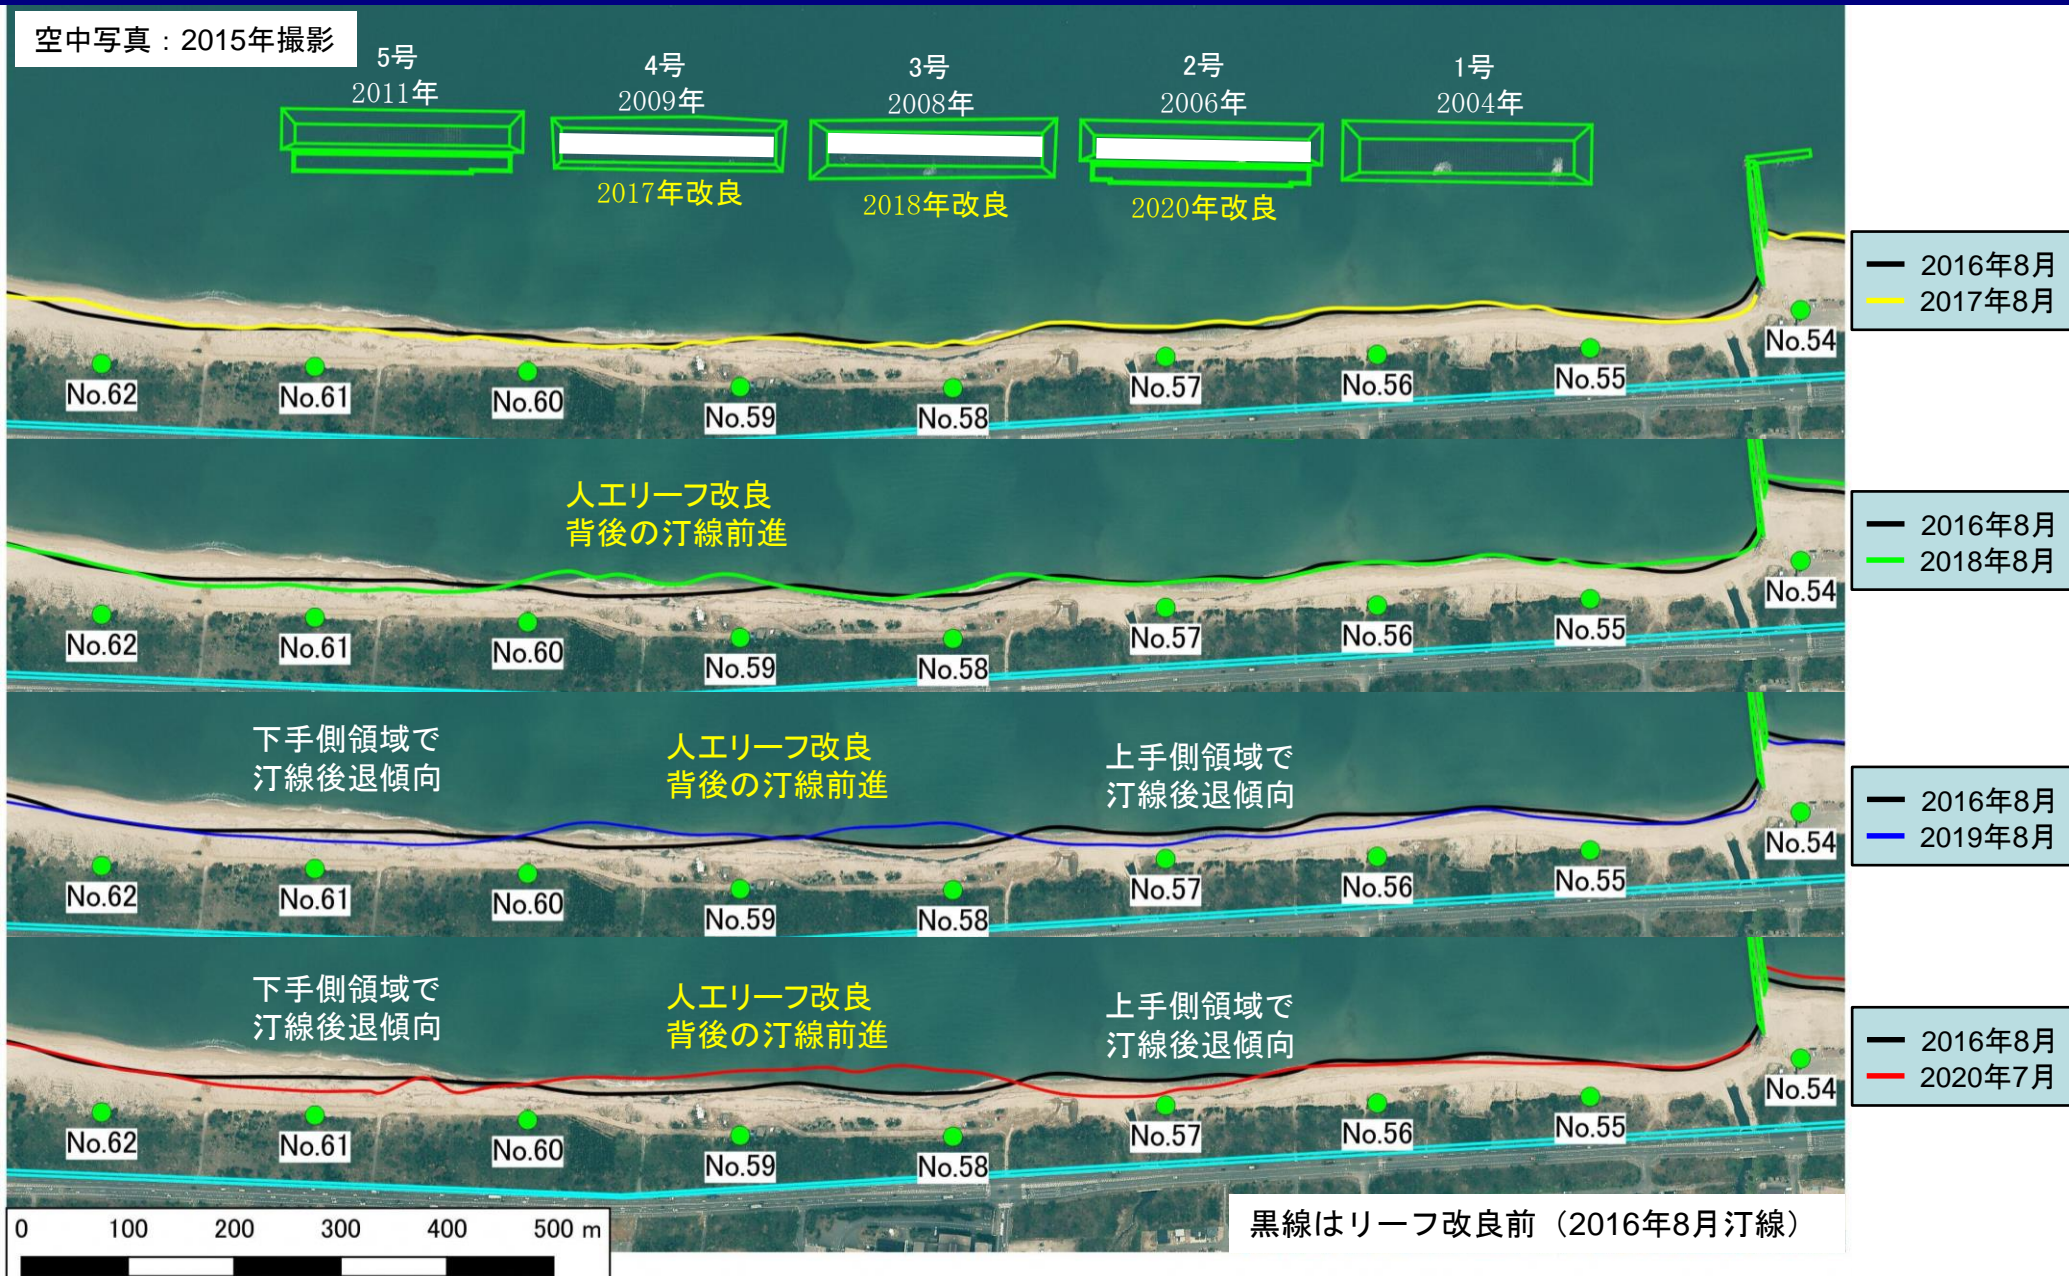 空中写真：2015年撮影
5号
2011年
4号
2009年
3号
2008年
2号
2006年
1号
2004年
2017年改良
2018年改良
2020年改良
2016年8月
2017年8月
No.62
No.61
No.60
No.59
No.58
No.57
No.56
No.55
No.54
人工リーフ改良
背後の汀線前進
2016年8月
2018年8月
No.62
No.61
No.60
No.59
No.58
No.57
No.56
No.55
No.54
下手側領域で
汀線後退傾向
人工リーフ改良
背後の汀線前進
上手側領域で
汀線後退傾向
2016年8月
2019年8月
No.62
No.61
No.60
No.59
No.58
No.57
No.56
No.55
No.54
下手側領域で
汀線後退傾向
人工リーフ改良
背後の汀線前進
上手側領域で
汀線後退傾向
2016年8月
2020年7月
No.62
No.61
No.60
No.59
No.58
No.57
No.56
No.55
No.54
黒線はリーフ改良前（2016年8月汀線）
0 100 200 300 400 500 m